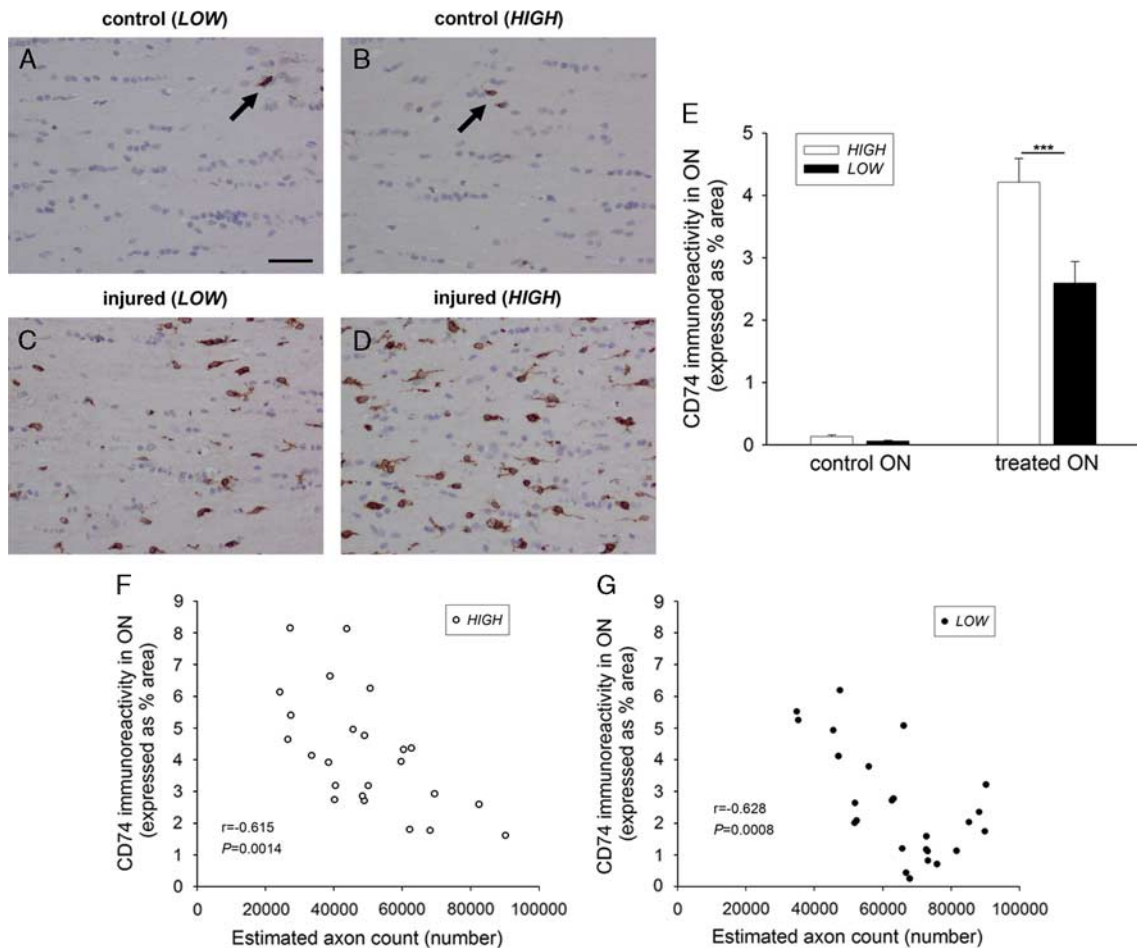 control (LOW)
control (HIGH)
A
B
injured (LOW)
injured (HIGH)
C
D
E
CD74 immunoreactivity in ON
(expressed as % area)
5
4
3
2
1
0
HIGH
LOW
***
control ON
treated ON
F
CD74 immunoreactivity in ON
(expressed as % area)
9
8
7
6
5
4
3
2
1
0
HIGH
r=-0.615
P=0.0014
0 20000 40000 60000 80000 100000
Estimated axon count (number)
G
CD74 immunoreactivity in ON
(expressed as % area)
9
8
7
6
5
4
3
2
1
0
LOW
r=-0.628
P=0.0008
0 20000 40000 60000 80000 100000
Estimated axon count (number)